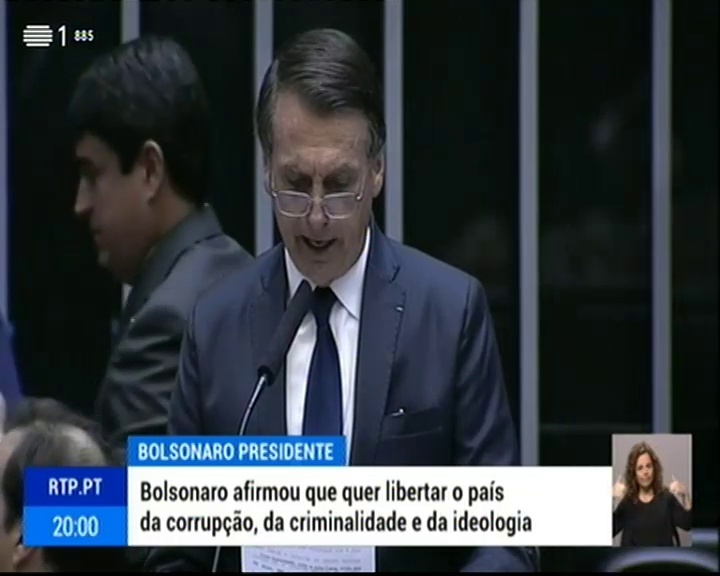 1 885
BOLSONARO PRESIDENTE
RTP.PT
20:00
Bolsonaro afirmou que quer libertar o país
da corrupção, da criminalidade e da ideologia